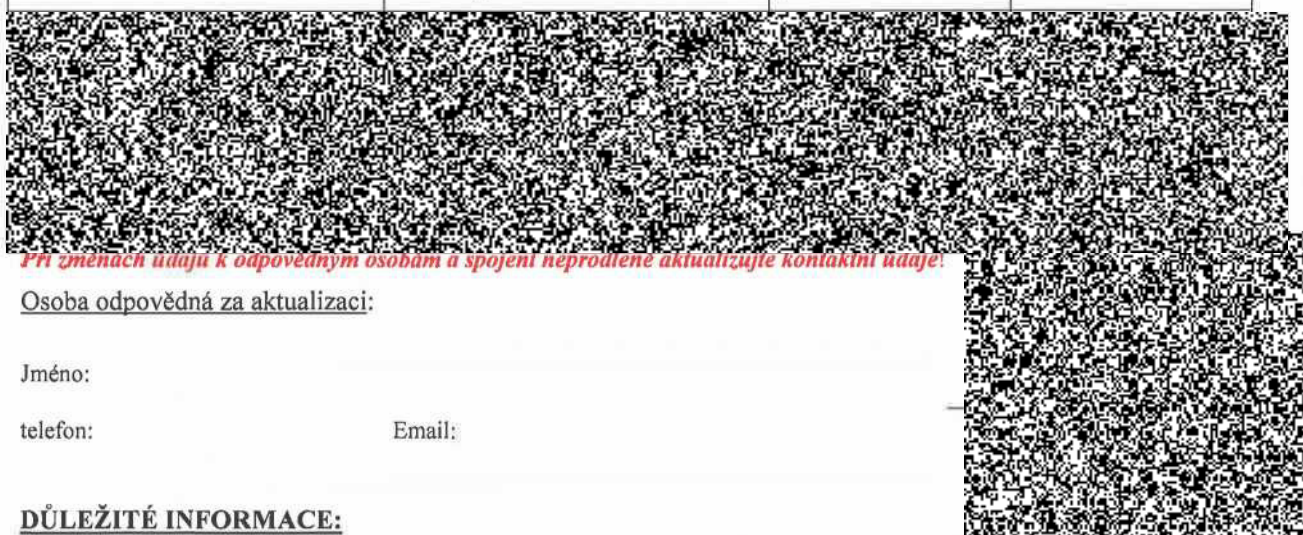 Při změnách údajů k odpovědným osobám a spojení neprodleně aktualizujte kontaktní údaje!
Osoba odpovědná za aktualizaci:
Jméno:
telefon: Email:
DŮLEŽITÉ INFORMACE: